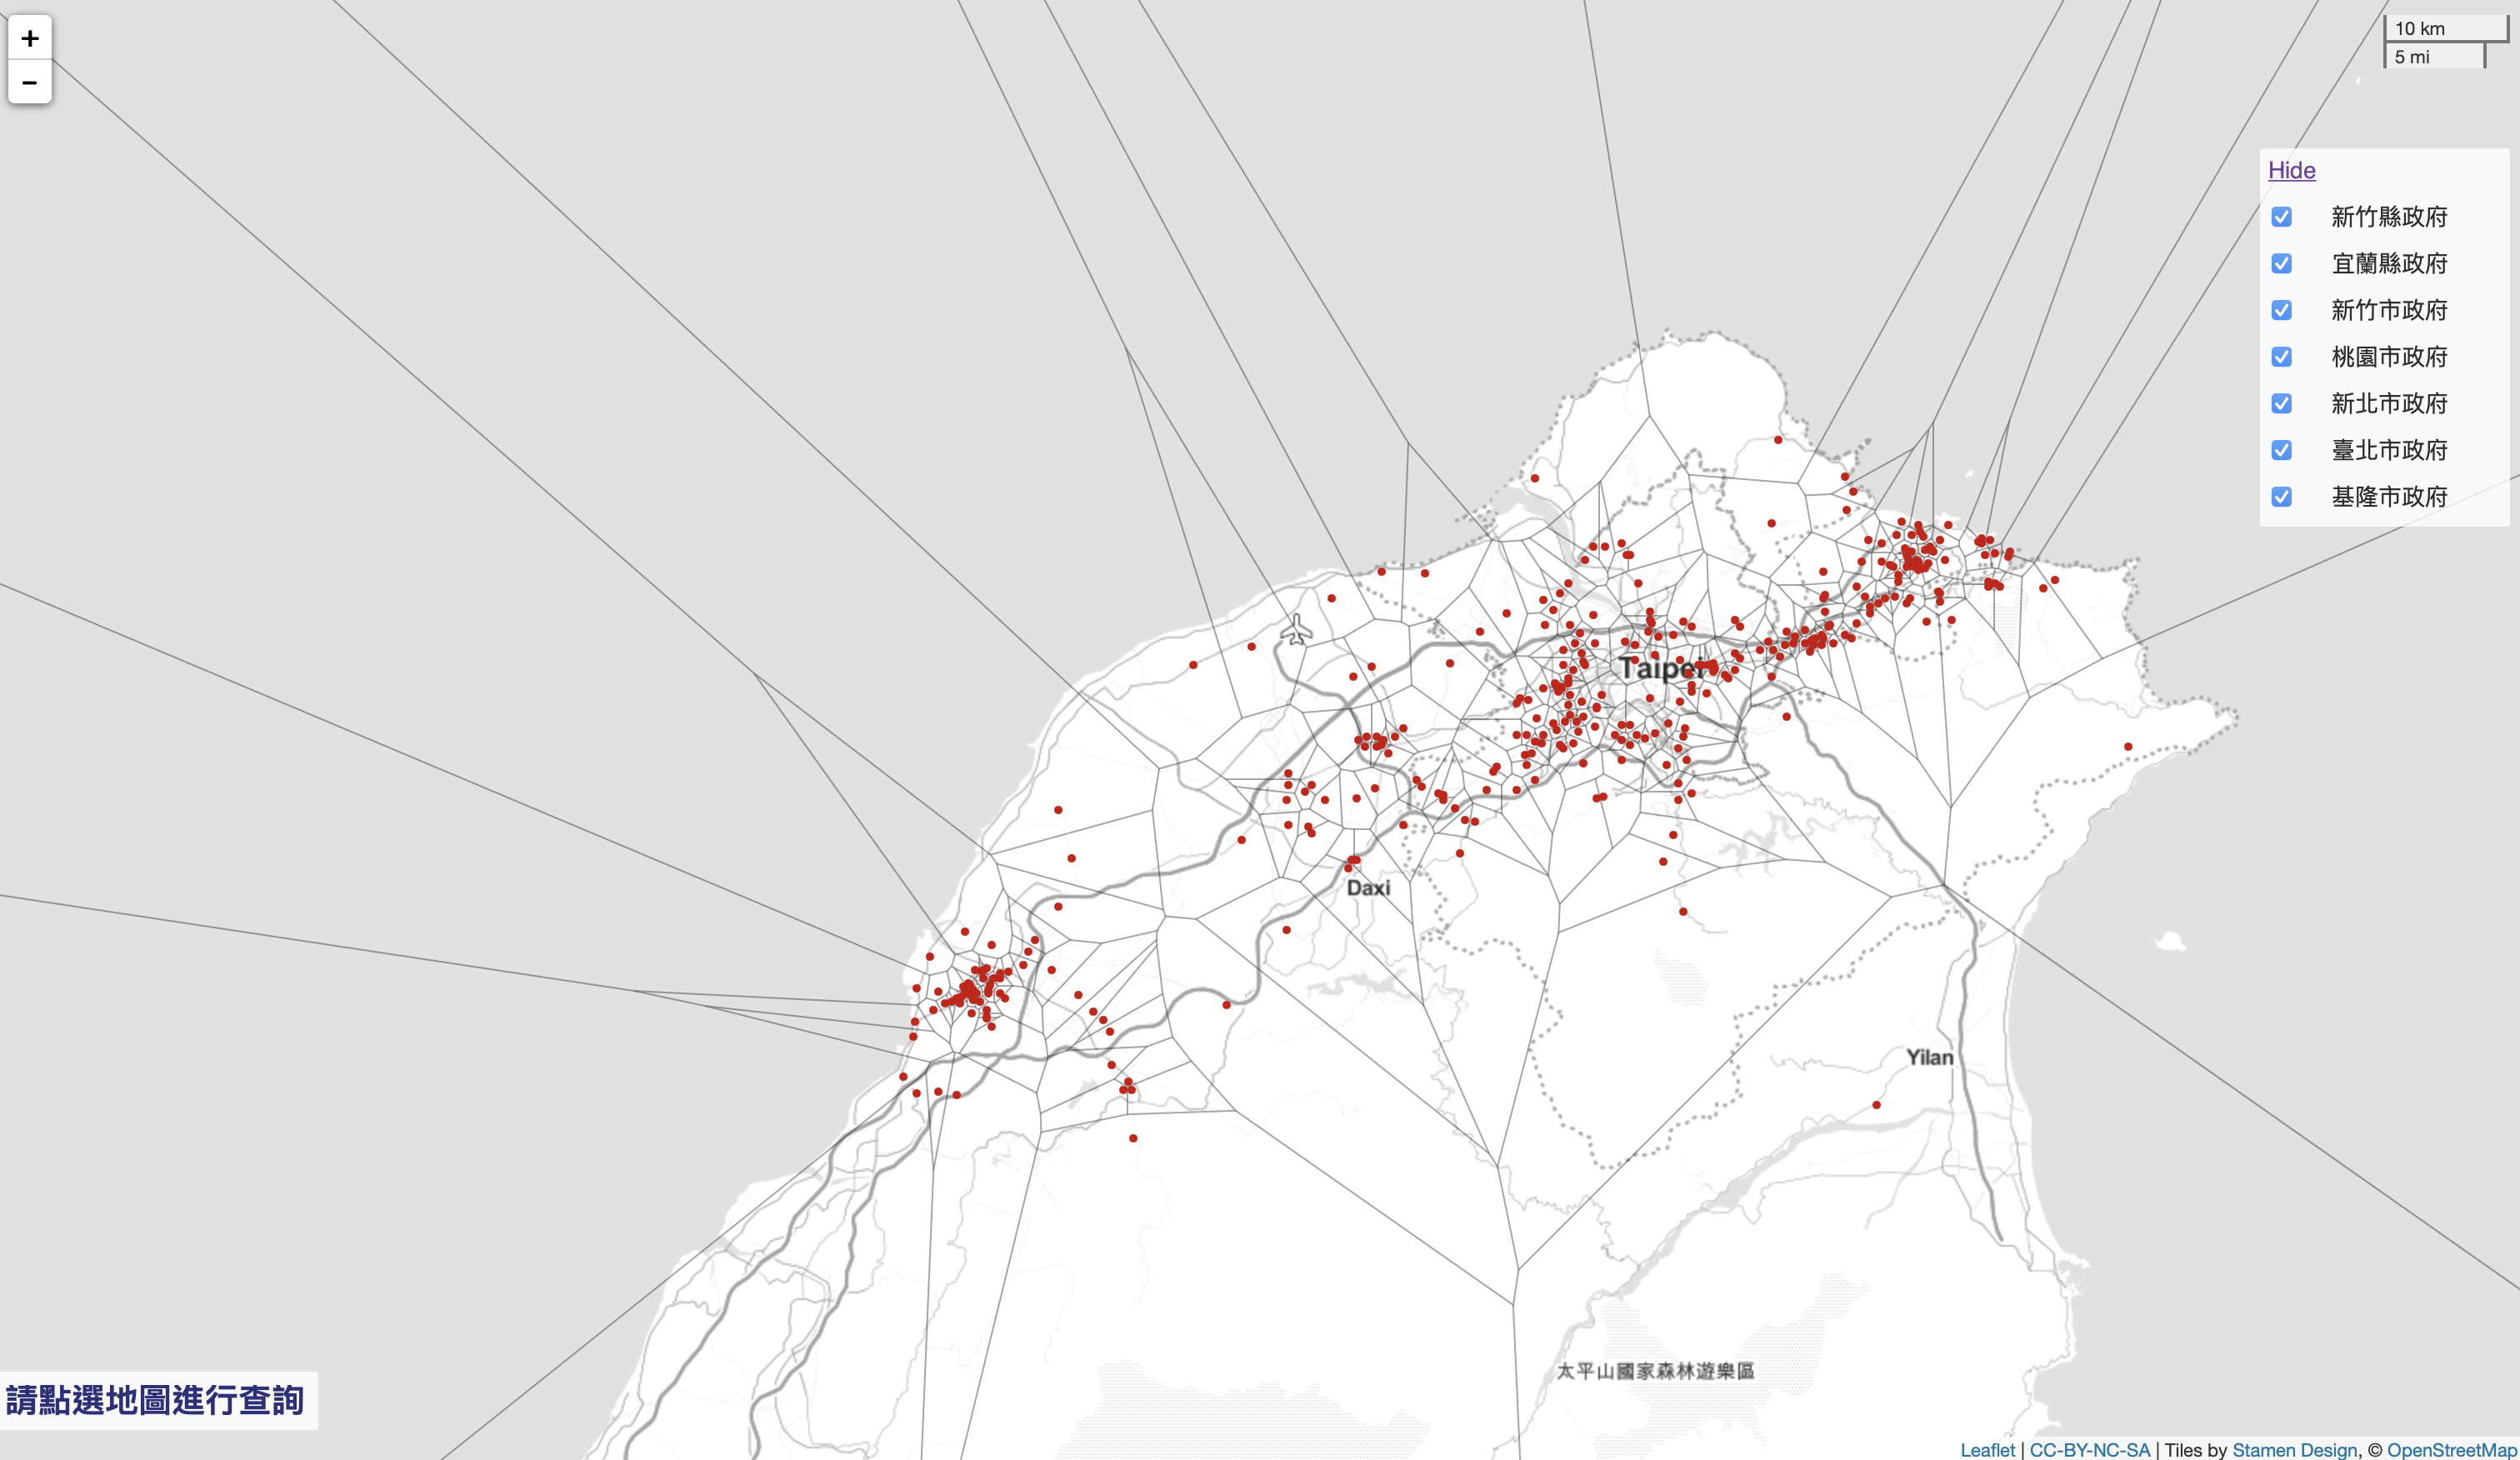 +
−
10 km
5 mi
Hide
新竹縣政府
宜蘭縣政府
新竹市政府
桃園市政府
新北市政府
臺北市政府
基隆市政府
Taipei
Daxi
Yilan
太平山國家森林遊樂區
請點選地圖進行查詢
Leaflet | CC-BY-NC-SA | Tiles by Stamen Design, © OpenStreetMap